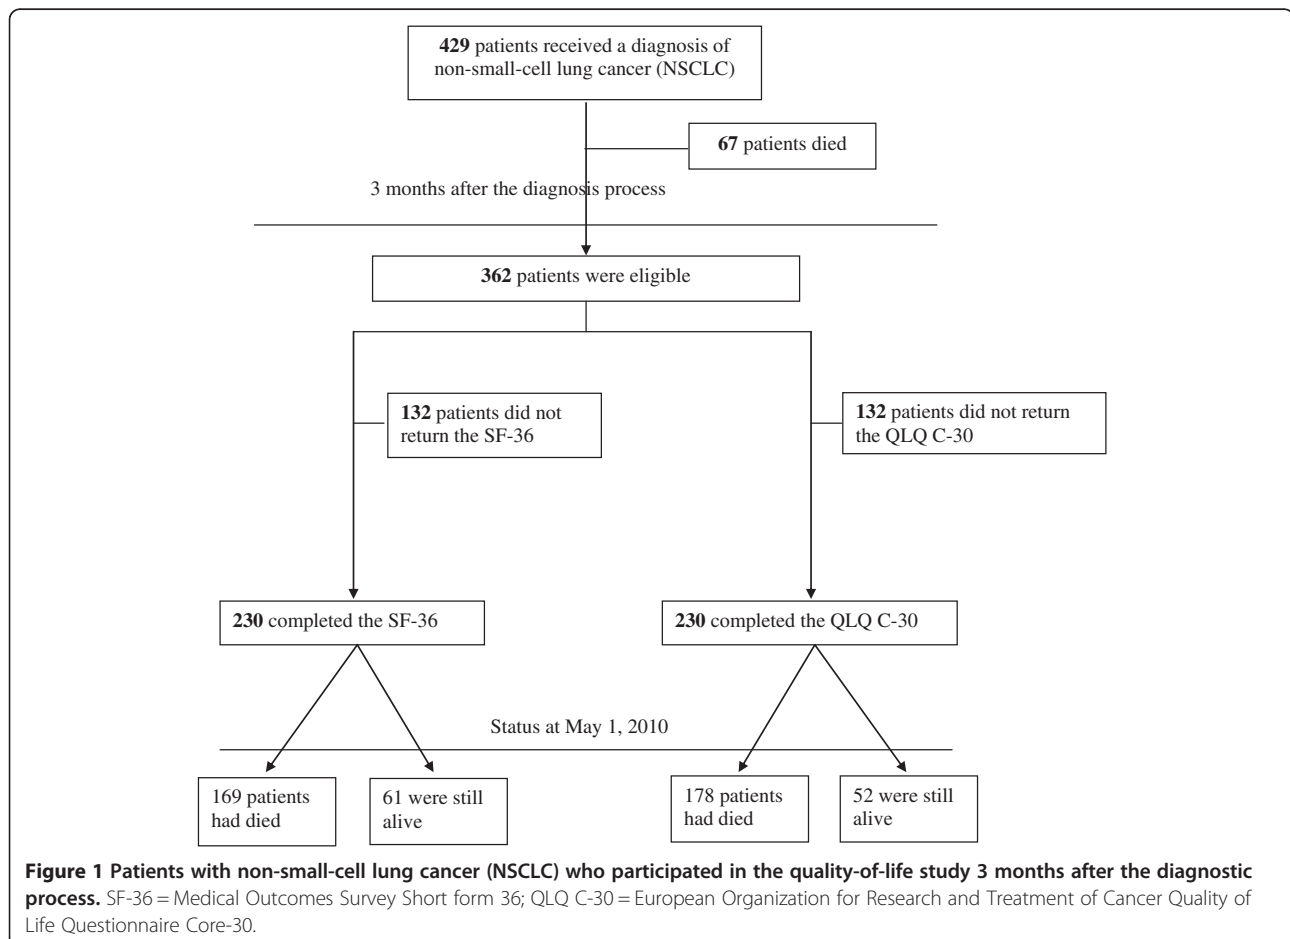 429 patients received a diagnosis of
non-small-cell lung cancer (NSCLC)
67 patients died
3 months after the diagnosis process
362 patients were eligible
132 patients did not
return the SF-36
132 patients did not return
the QLQ C-30
230 completed the SF-36
230 completed the QLQ C-30
Status at May 1, 2010
169 patients
had died
61 were still
alive
178 patients
had died
52 were still
alive
Figure 1 Patients with non-small-cell lung cancer (NSCLC) who participated in the quality-of-life study 3 months after the diagnostic
process. SF-36 = Medical Outcomes Survey Short form 36; QLQ C-30 = European Organization for Research and Treatment of Cancer Quality of
Life Questionnaire Core-30.